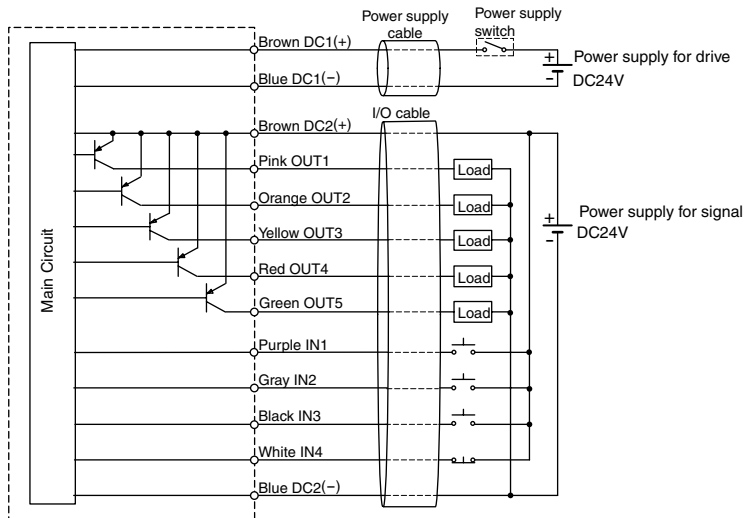 Power supply
cable
Power supply
switch
Brown DC1(+)
Blue DC1(−)
+
-
Power supply for drive
DC24V
I/O cable
Brown DC2(+)
Pink OUT1
Load
Orange OUT2
Load
Yellow OUT3
Load
Red OUT4
Load
Green OUT5
Load
+
-
Power supply for signal
DC24V
Main Circuit
Purple IN1
Gray IN2
Black IN3
White IN4
Blue DC2(−)